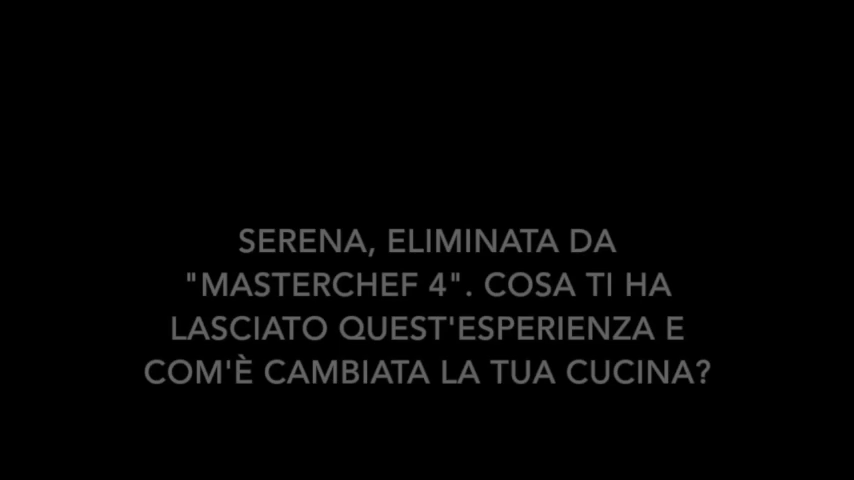 SERENA, ELIMINATA DA
"MASTERCHEF 4". COSA TI HA
LASCIATO QUEST'ESPERIENZA E
COM'È CAMBIATA LA TUA CUCINA?